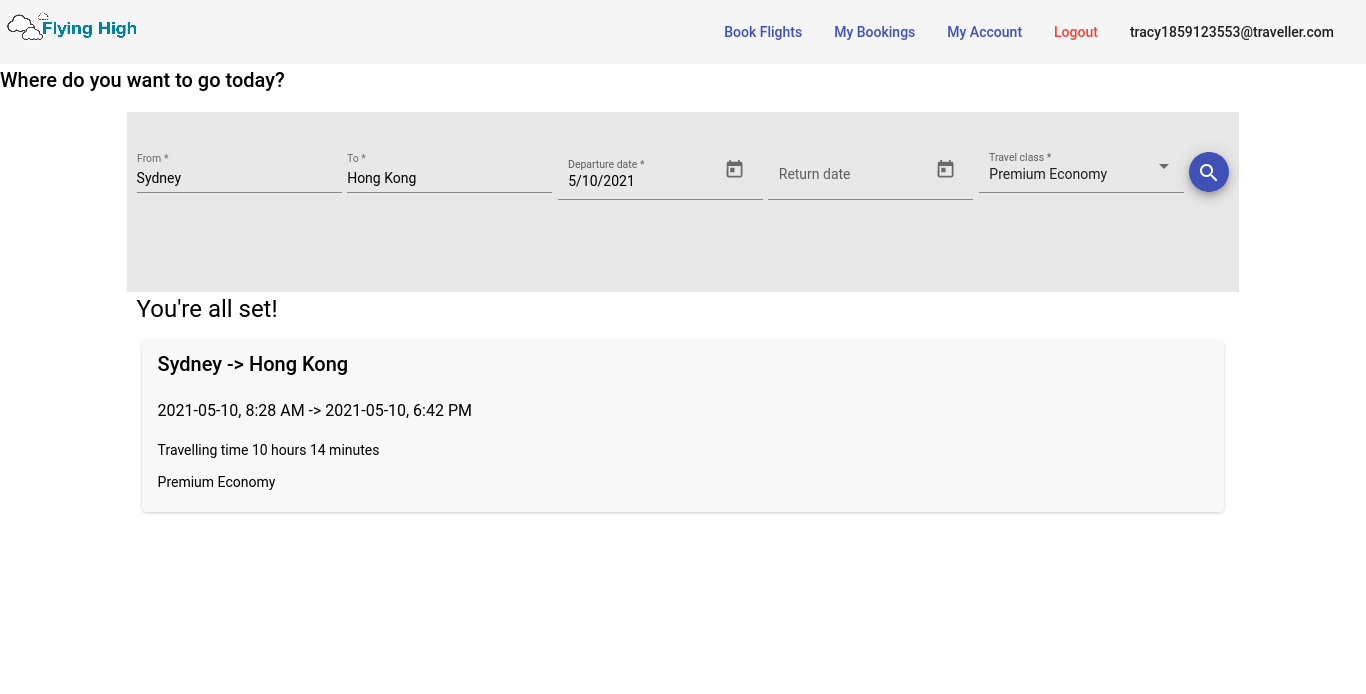 Flying High
Book Flights My Bookings My Account Logout tracy1859123553@traveller.com
Where do you want to go today?
From * To * Departure date * Travel class *
Sydney Hong Kong 5/10/2021 Return date Premium Economy
You're all set!
Sydney -> Hong Kong
2021-05-10, 8:28 AM -> 2021-05-10, 6:42 PM
Travelling time 10 hours 14 minutes
Premium Economy